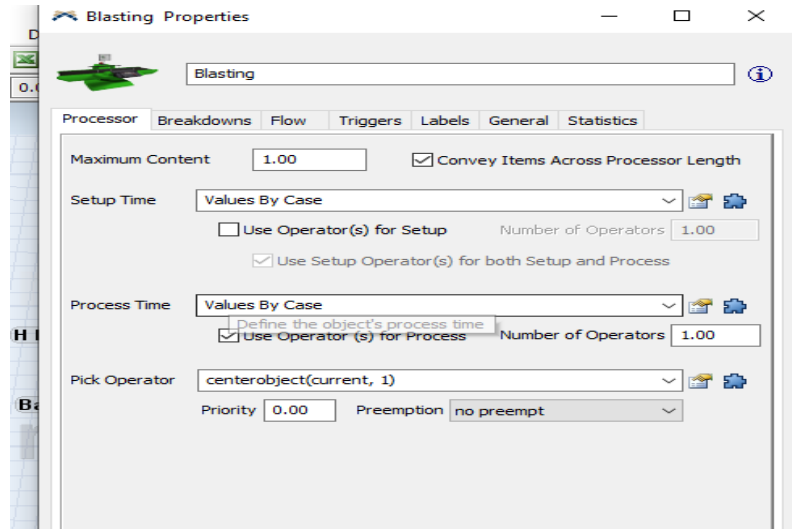 Blasting Properties
D
0.0
Blasting
Processor Breakdowns Flow Triggers Labels General Statistics
Maximum Content 1.00 Convey Items Across Processor Length
Setup Time Values By Case
Use Operator(s) for Setup Number of Operators 1.00
Use Setup Operator(s) for both Setup and Process
Process Time Values By Case
Define the object's process time
H
Use Operator (s) for Process Number of Operators 1.00
Pick Operator centerobject(current, 1)
Ba
Priority 0.00 Preemption no preempt